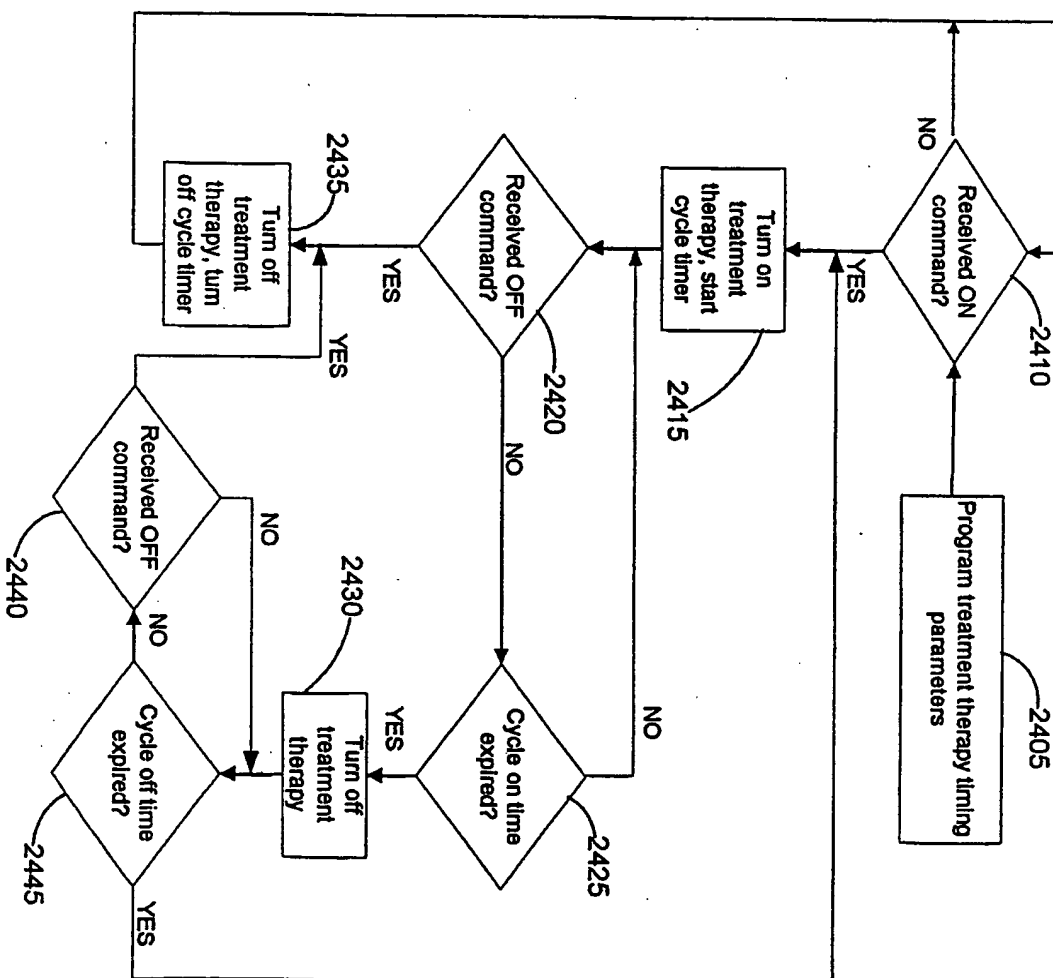 2410
2405
Received ON
command?
Program treatment therapy timing
parameters
NO
YES
Turn on
treatment
therapy, start
cycle timer
2415
NO
2420
2425
Received OFF
command?
NO
Cycle on time
expired?
YES
YES
2435
2430
Turn off
treatment
therapy, turn
off cycle timer
YES
Turn off
treatment
therapy
NO
Received OFF
command?
NO
Cycle off time
expired?
YES
2440
2445